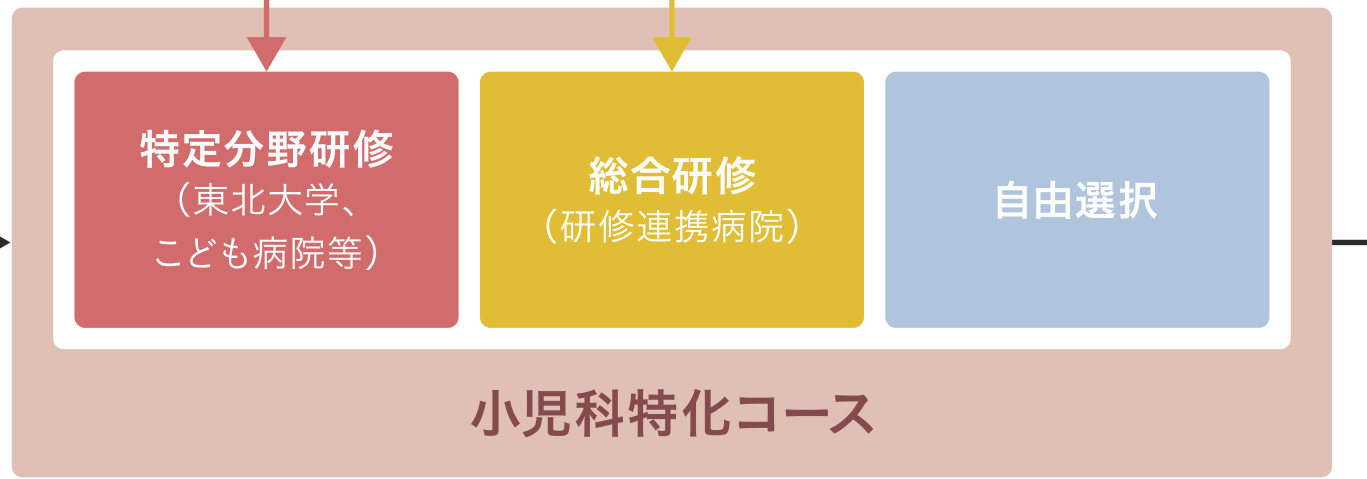 特定分野研修
（東北大学、
こども病院等）
総合研修
（研修連携病院）
自由選択
小児科特化コース